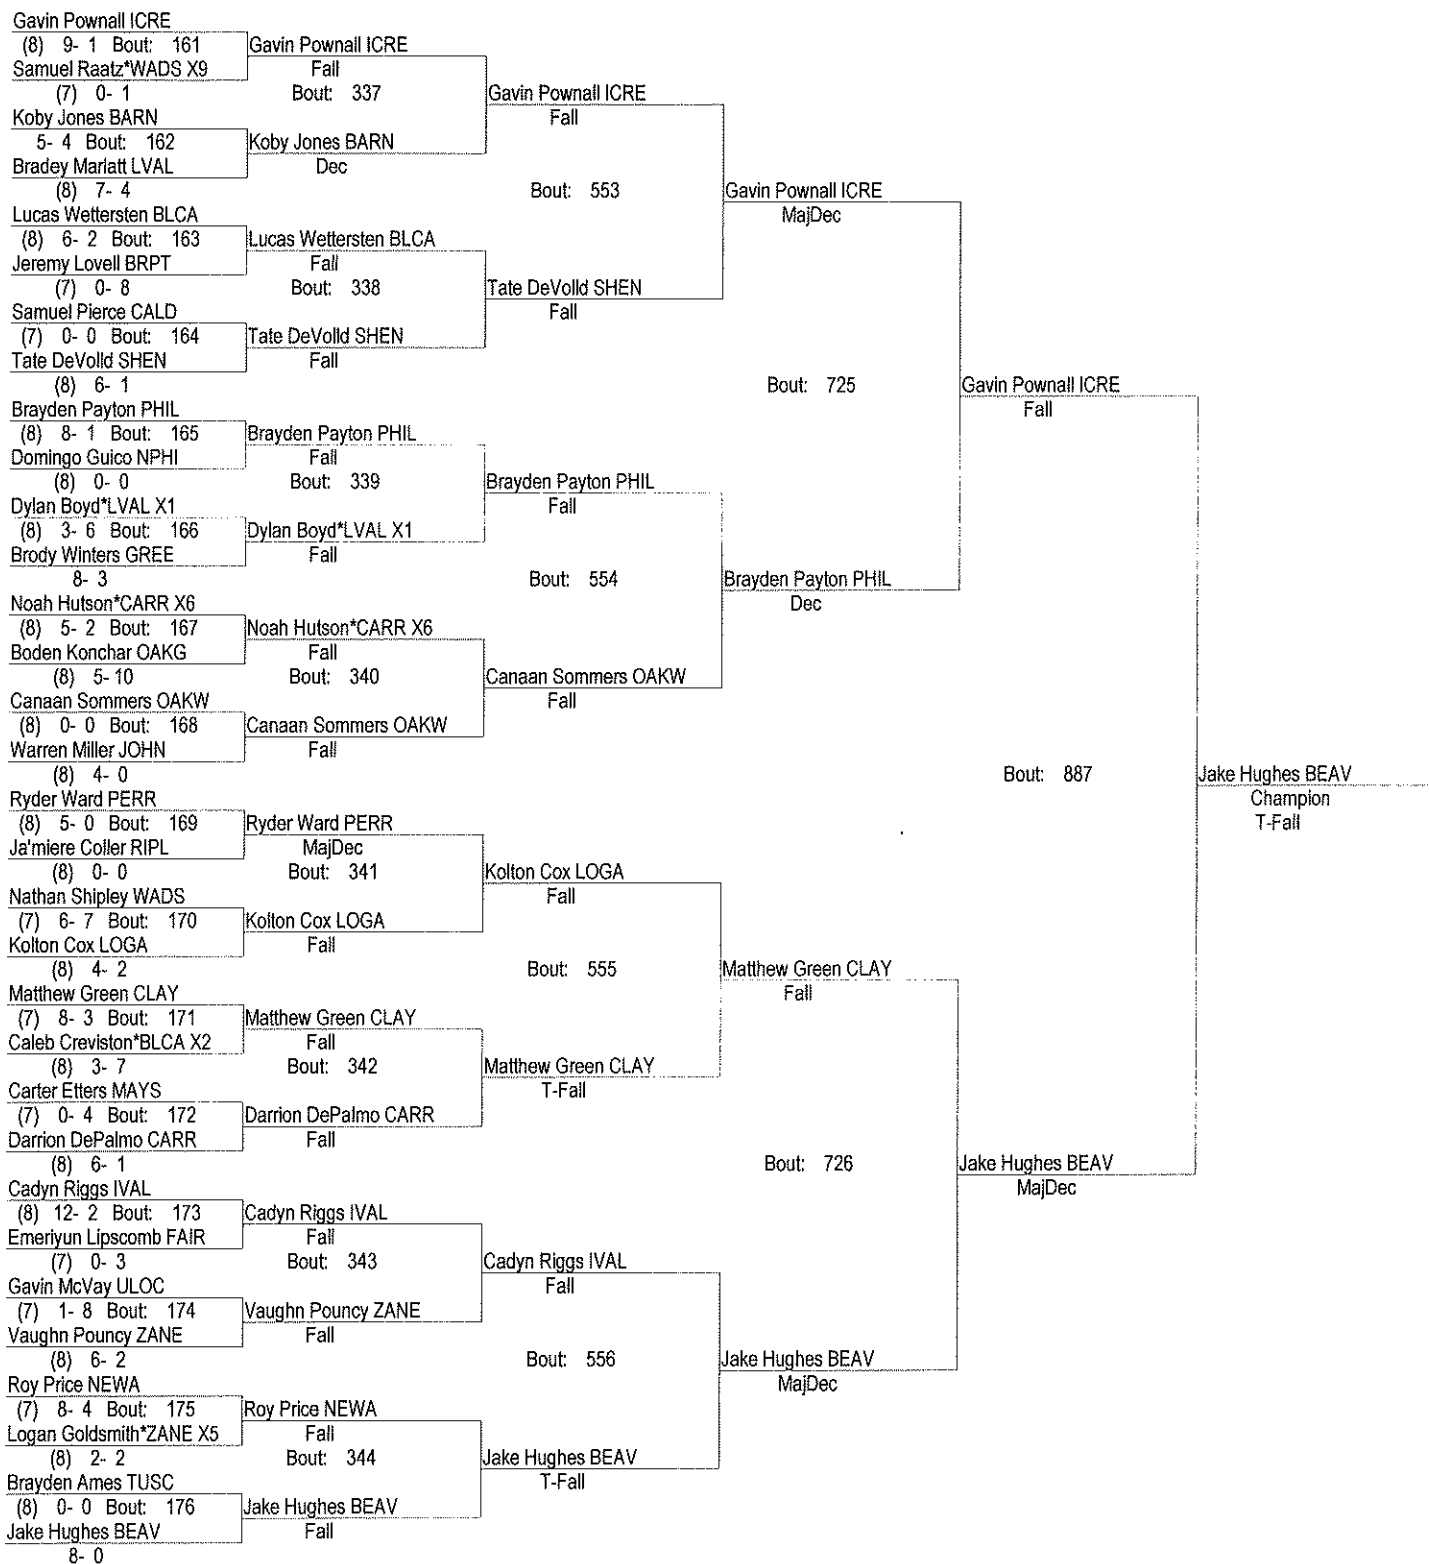 Gavin Pownall ICRE
(8) 9- 1 Bout: 161
Samuel Raatz*WADS X9
(7) 0- 1
Koby Jones BARN
5- 4 Bout: 162
Bradey Marlatt LVAL
(8) 7- 4
Lucas Wettersten BLCA
(8) 6- 2 Bout: 163
Jeremy Lovell BRPT
(7) 0- 8
Samuel Pierce CALD
(7) 0- 0 Bout: 164
Tate DeVolld SHEN
(8) 6- 1
Brayden Payton PHIL
(8) 8- 1 Bout: 165
Domingo Guico NPHI
(8) 0- 0
Dylan Boyd*LVAL X1
(8) 3- 6 Bout: 166
Brody Winters GREE
8- 3
Noah Hutson*CARR X6
(8) 5- 2 Bout: 167
Boden Konchar OAKG
(8) 5- 10
Canaan Sommers OAKW
(8) 0- 0 Bout: 168
Warren Miller JOHN
(8) 4- 0
Ryder Ward PERR
(8) 5- 0 Bout: 169
Ja'miere Coller RIPL
(8) 0- 0
Nathan Shipley WADS
(7) 6- 7 Bout: 170
Kolton Cox LOGA
(8) 4- 2
Matthew Green CLAY
(7) 8- 3 Bout: 171
Caleb Creviston*BLCA X2
(8) 3- 7
Carter Etters MAYS
(7) 0- 4 Bout: 172
Darrion DePalmo CARR
(8) 6- 1
Cadyn Riggs IVAL
(8) 12- 2 Bout: 173
Emeriyun Lipscomb FAIR
(7) 0- 3
Gavin McVay ULOC
(7) 1- 8 Bout: 174
Vaughn Pouncy ZANE
(8) 6- 2
Roy Price NEWA
(7) 8- 4 Bout: 175
Logan Goldsmith*ZANE X5
(8) 2- 2
Brayden Ames TUSC
(8) 0- 0 Bout: 176
Jake Hughes BEAV
8- 0
Gavin Pownall ICRE
Fall
Bout: 337
Koby Jones BARN
Dec
Lucas Wettersten BLCA
Fall
Bout: 338
Tate DeVolld SHEN
Fall
Brayden Payton PHIL
Fall
Bout: 339
Dylan Boyd*LVAL X1
Fall
Noah Hutson*CARR X6
Fall
Bout: 340
Canaan Sommers OAKW
Fall
Ryder Ward PERR
MajDec
Bout: 341
Kolton Cox LOGA
Fall
Matthew Green CLAY
Fall
Bout: 342
Darrion DePalmo CARR
Fall
Cadyn Riggs IVAL
Fall
Bout: 343
Vaughn Pouncy ZANE
Fall
Roy Price NEWA
Fall
Bout: 344
Jake Hughes BEAV
Fall
Gavin Pownall ICRE
Fall
Bout: 553
Tate DeVolld SHEN
Fall
Brayden Payton PHIL
Fall
Bout: 554
Canaan Sommers OAKW
Fall
Kolton Cox LOGA
Fall
Bout: 555
Matthew Green CLAY
T-Fall
Cadyn Riggs IVAL
Fall
Bout: 556
Jake Hughes BEAV
T-Fall
Gavin Pownall ICRE
MajDec
Bout: 725
Brayden Payton PHIL
Dec
Matthew Green CLAY
Fall
Bout: 726
Jake Hughes BEAV
MajDec
Gavin Pownall ICRE
Fall
Bout: 887
Jake Hughes BEAV
MajDec
Jake Hughes BEAV
Champion
T-Fall